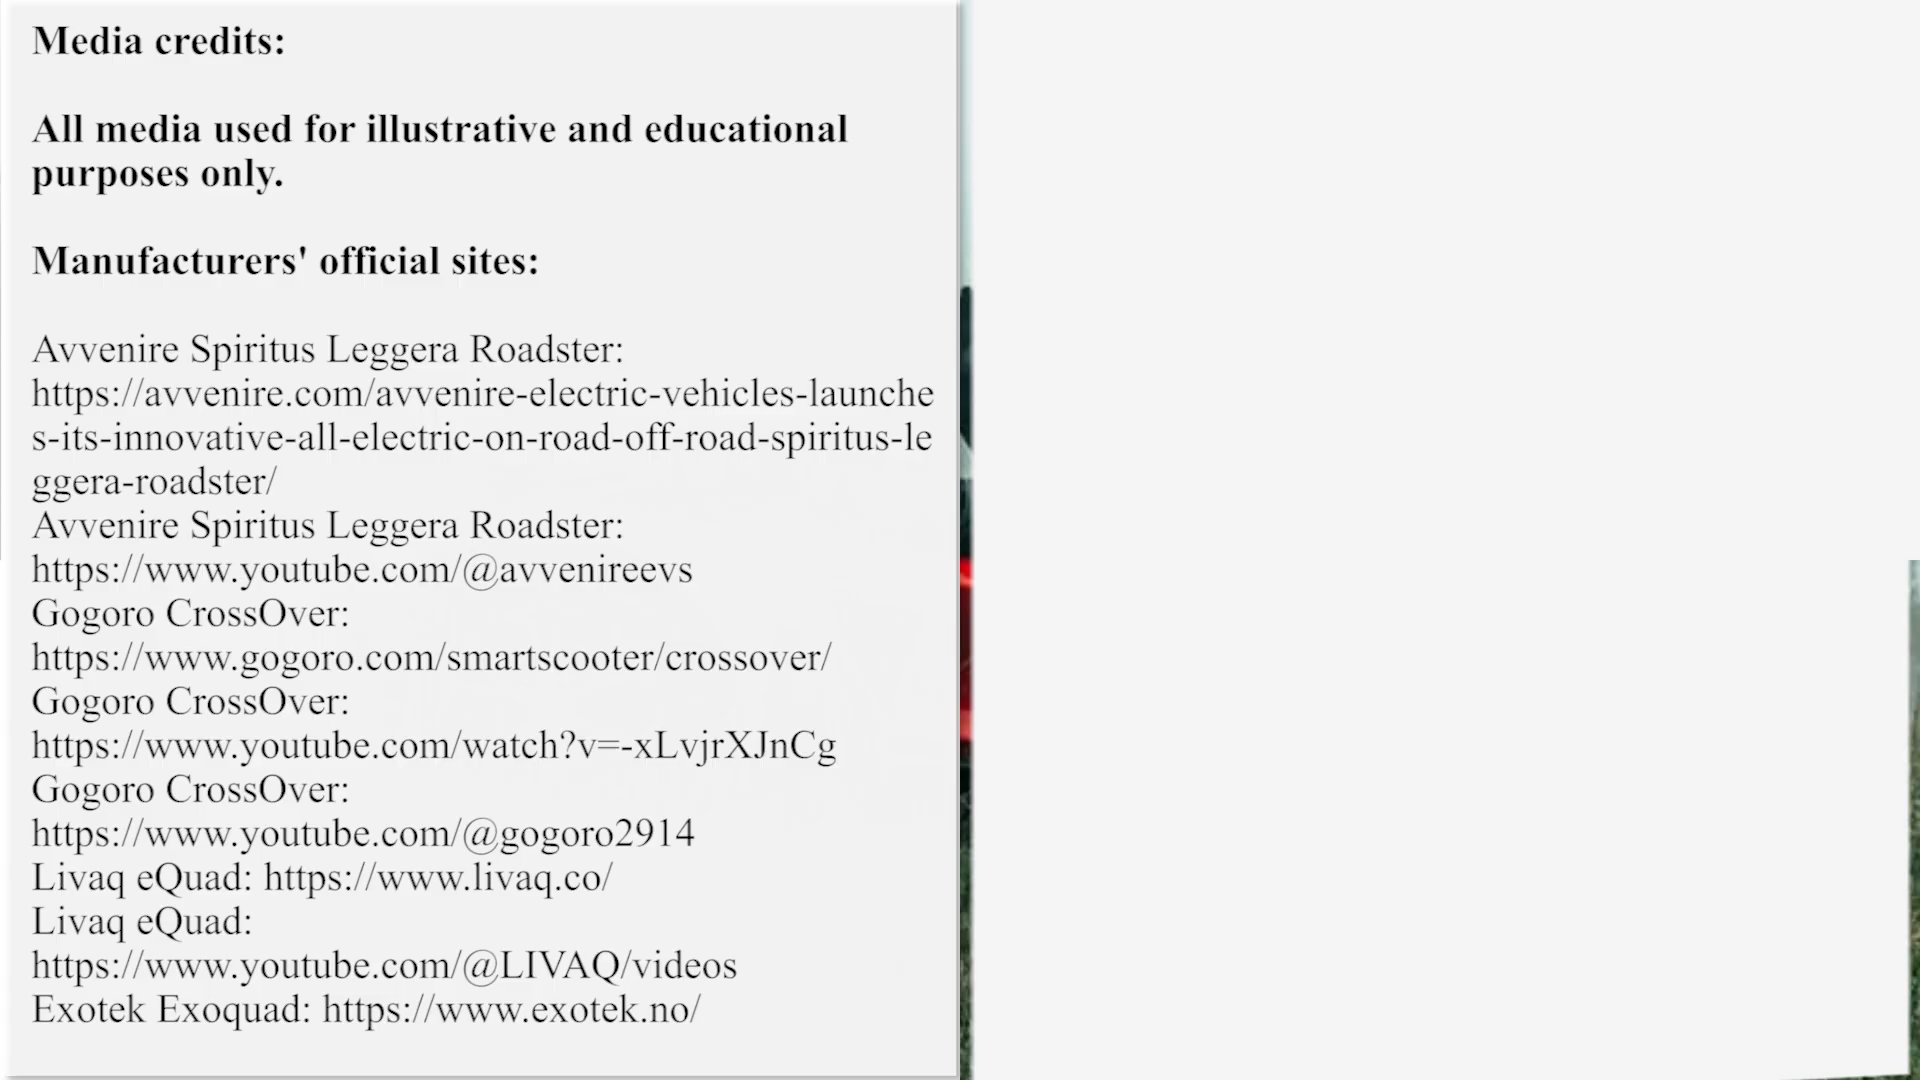 Media credits:
All media used for illustrative and educational
purposes only.
Manufacturers' official sites:
Avvenire Spiritus Leggera Roadster:
https://avvenire.com/avvenire-electric-vehicles-launche
s-its-innovative-all-electric-on-road-off-road-spiritus-le
ggera-roadster/
Avvenire Spiritus Leggera Roadster:
https://www.youtube.com/@avvenireevs
Gogoro CrossOver:
https://www.gogoro.com/smartscooter/crossover/
Gogoro CrossOver:
https://www.youtube.com/watch?v=-xLvjrXJnCg
Gogoro CrossOver:
https://www.youtube.com/@gogoro2914
Livaq eQuad: https://www.livaq.co/
Livaq eQuad:
https://www.youtube.com/@LIVAQ/videos
Exotek Exoquad: https://www.exotek.no/